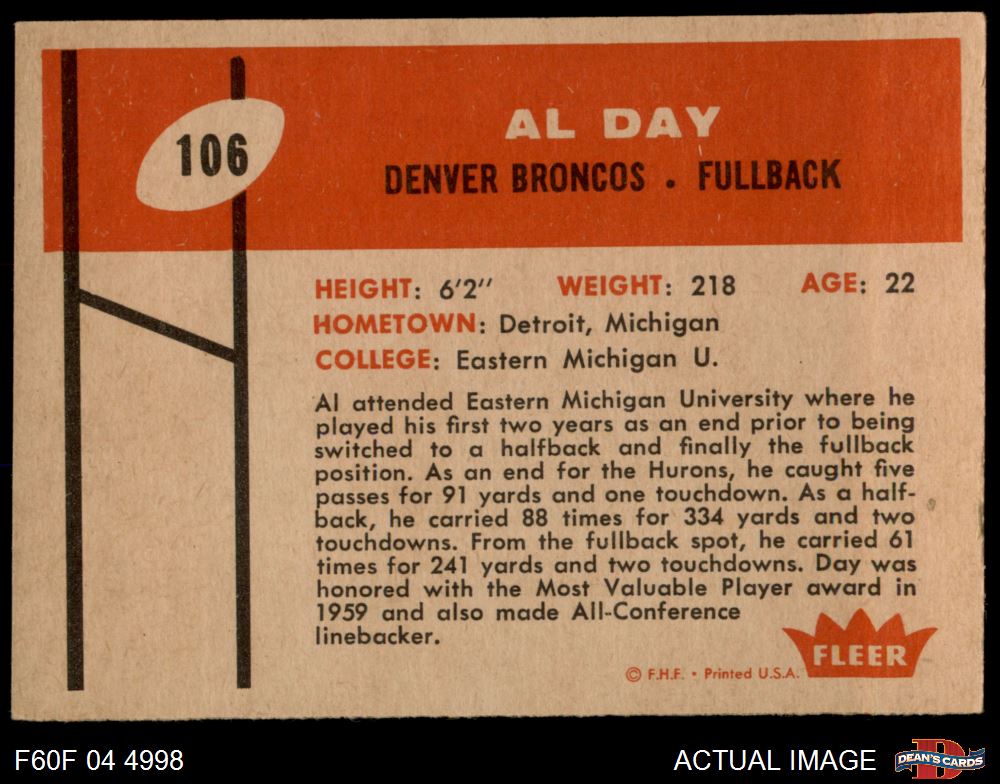 106
AL DAY
DENVER BRONCOS . FULLBACK
HEIGHT: 6'2" WEIGHT: 218 AGE: 22
HOMETOWN: Detroit, Michigan
COLLEGE: Eastern Michigan U.
Al attended Eastern Michigan University where he
played his first two years as an end prior to being
switched to a halfback and finally the fullback
position. As an end for the Hurons, he caught five
passes for 91 yards and one touchdown. As a half-
back, he carried 88 times for 334 yards and two
touchdowns. From the fullback spot, he carried 61
times for 241 yards and two touchdowns. Day was
honored with the Most Valuable Player award in
1959 and also made All-Conference
linebacker.
FLEER
© F.H.F. • Printed U.S.A.
F60F 04 4998
ACTUAL IMAGE
D
DEAN'S CARDS